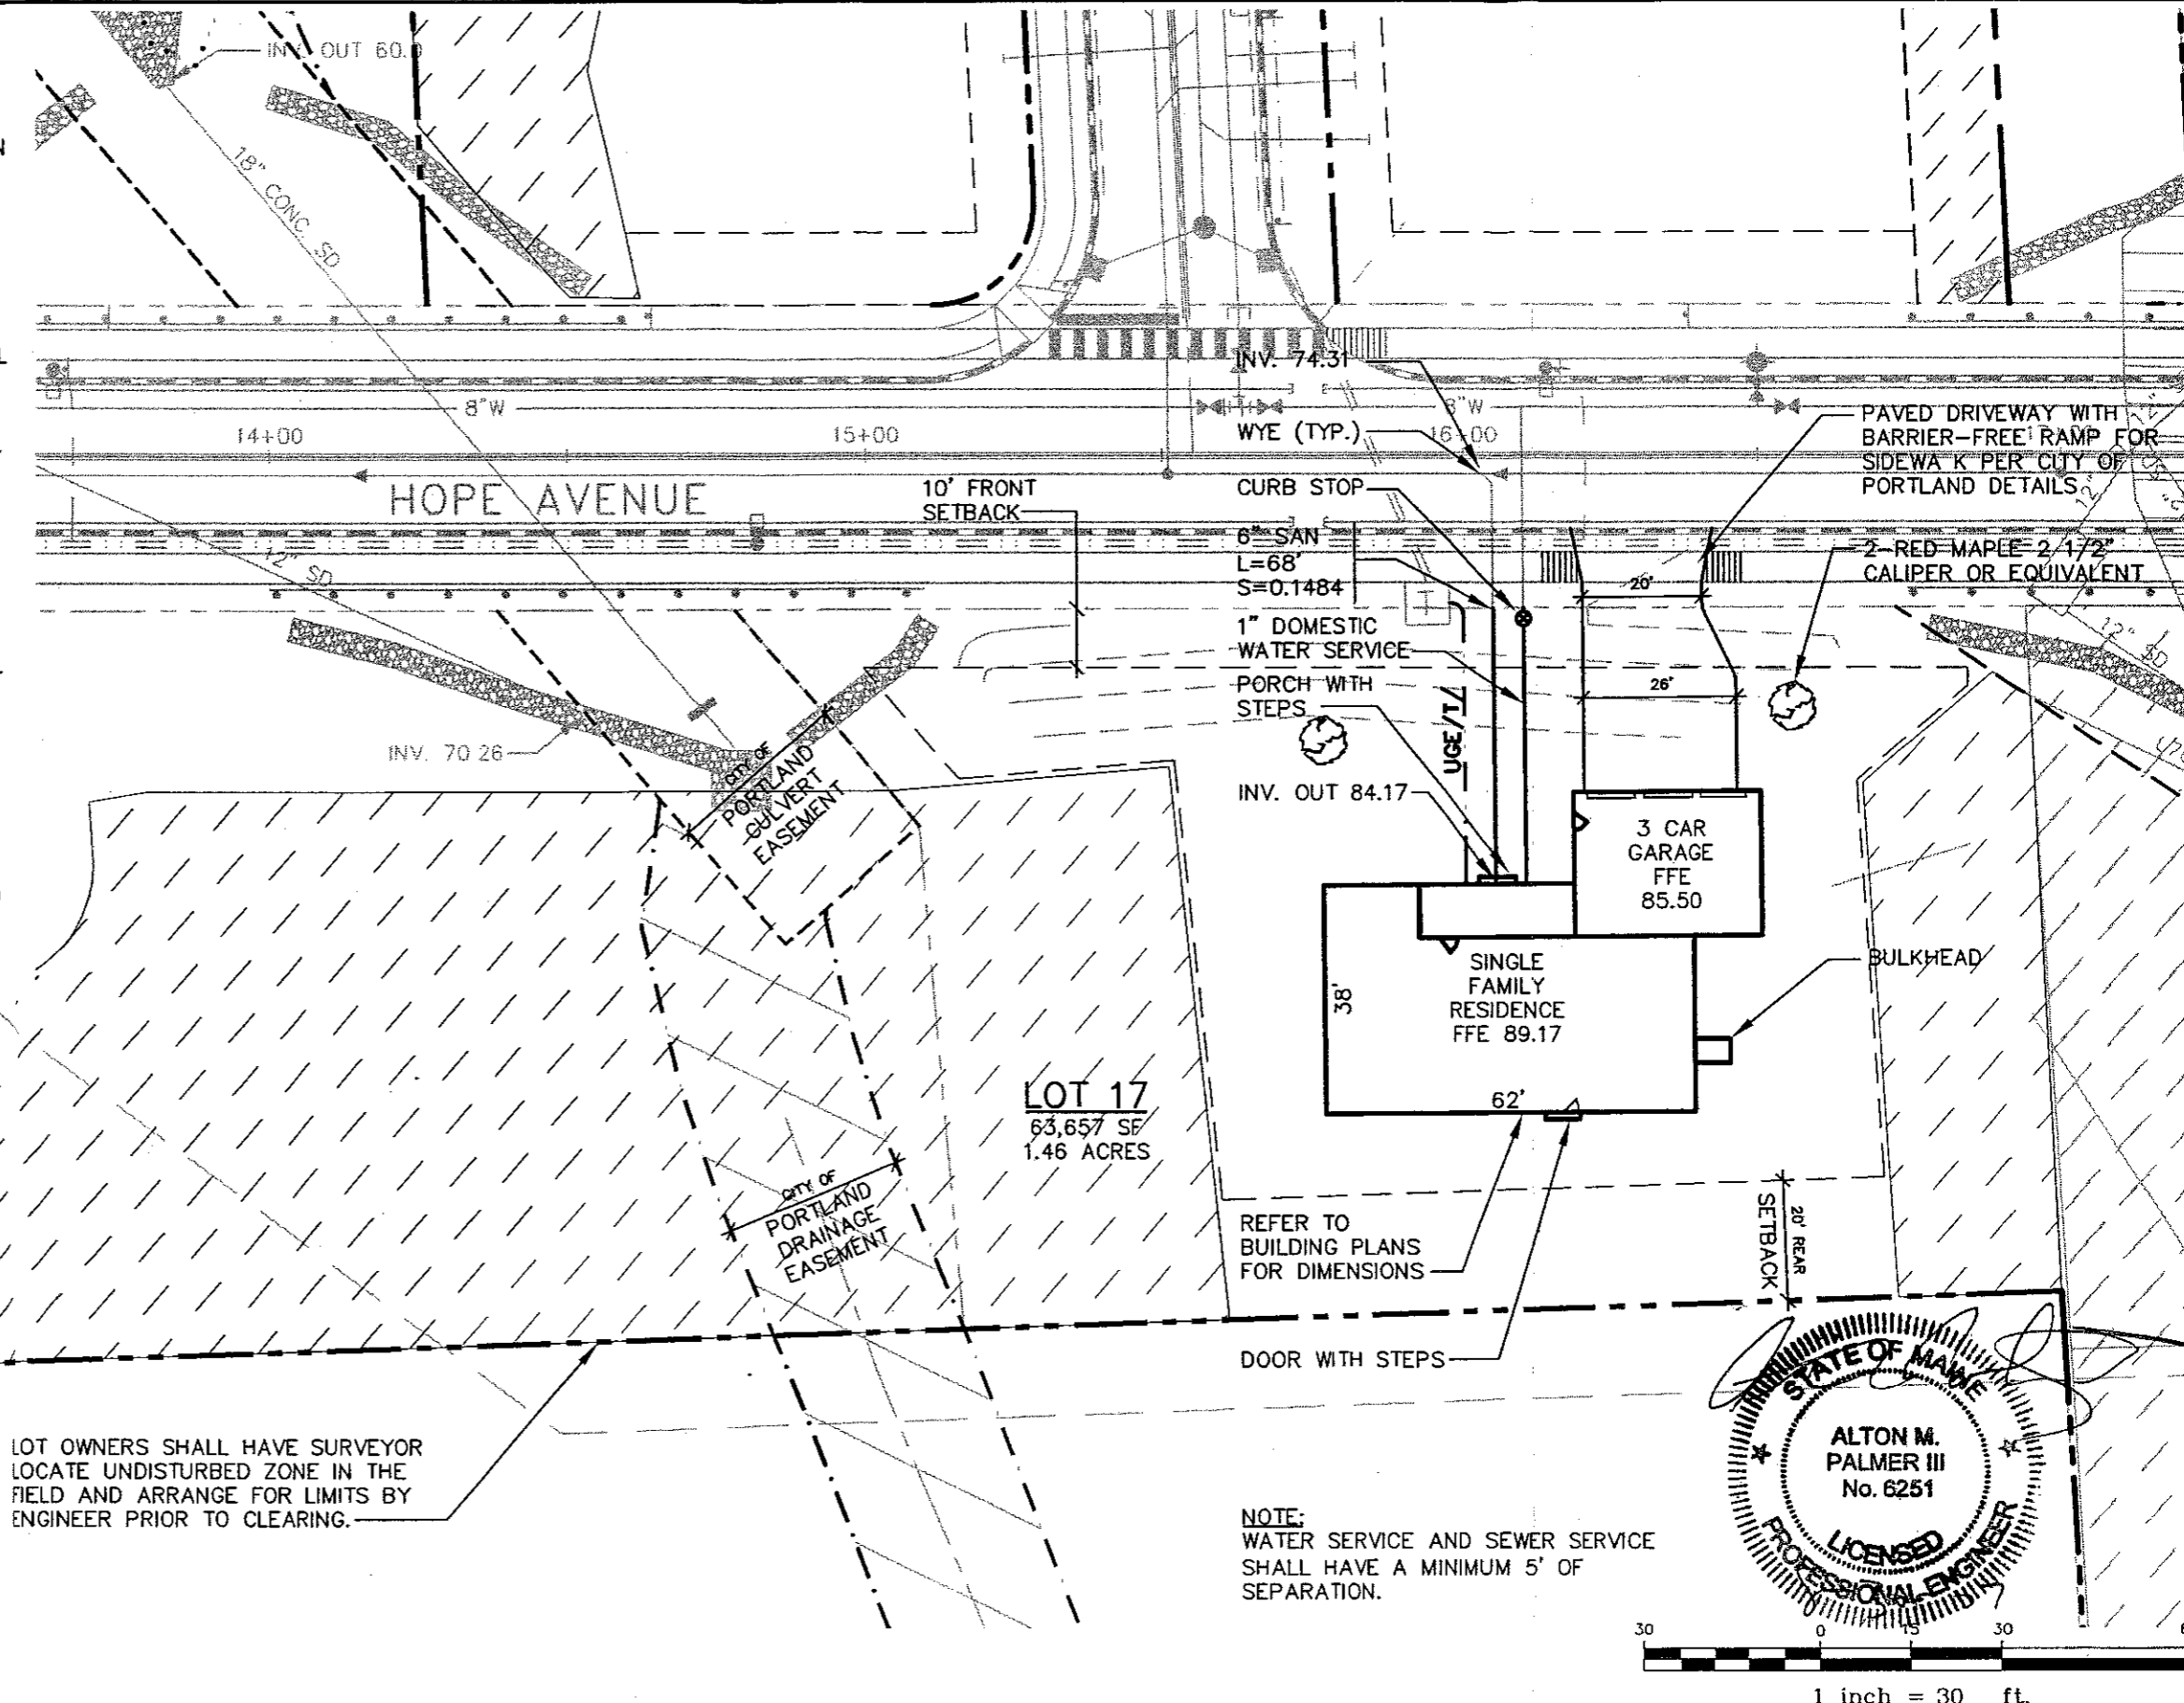 18" CONC. SD
INV. 74.31
8"W
8"W
WYE (TYP.)
14+00
15+00
16+00
PAVED DRIVEWAY WITH
BARRIER-FREE RAMP FOR
SIDEWA K PER CITY OF
PORTLAND DETAILS
HOPE AVENUE
10' FRONT
SETBACK
CURB STOP
6" SAN
L=68'
S=0.1484
2-RED MAPLE 2 1/2"
CALIPER OR EQUIVALENT
12" SD
20'
1" DOMESTIC
WATER SERVICE
12" SD
PORCH WITH
STEPS
26'
UGE/T/
INV. 70 26
CITY OF
PORTLAND
CULVERT
EASEMENT
INV. OUT 84.17
3 CAR
GARAGE
FFE
85.50
SINGLE
FAMILY
RESIDENCE
FFE 89.17
38'
62'
BULKHEAD
LOT 17
63,657 SF
1.46 ACRES
CITY OF
PORTLAND
DRAINAGE
EASEMENT
REFER TO
BUILDING PLANS
FOR DIMENSIONS
20' REAR
SETBACK
DOOR WITH STEPS
LOT OWNERS SHALL HAVE SURVEYOR
LOCATE UNDISTURBED ZONE IN THE
FIELD AND ARRANGE FOR LIMITS BY
ENGINEER PRIOR TO CLEARING.
NOTE:
WATER SERVICE AND SEWER SERVICE
SHALL HAVE A MINIMUM 5' OF
SEPARATION.
STATE OF MAINE
ALTON M.
PALMER III
No. 6251
LICENSED
PROFESSIONAL ENGINEER
30 0 15 30
1 inch = 30 ft.